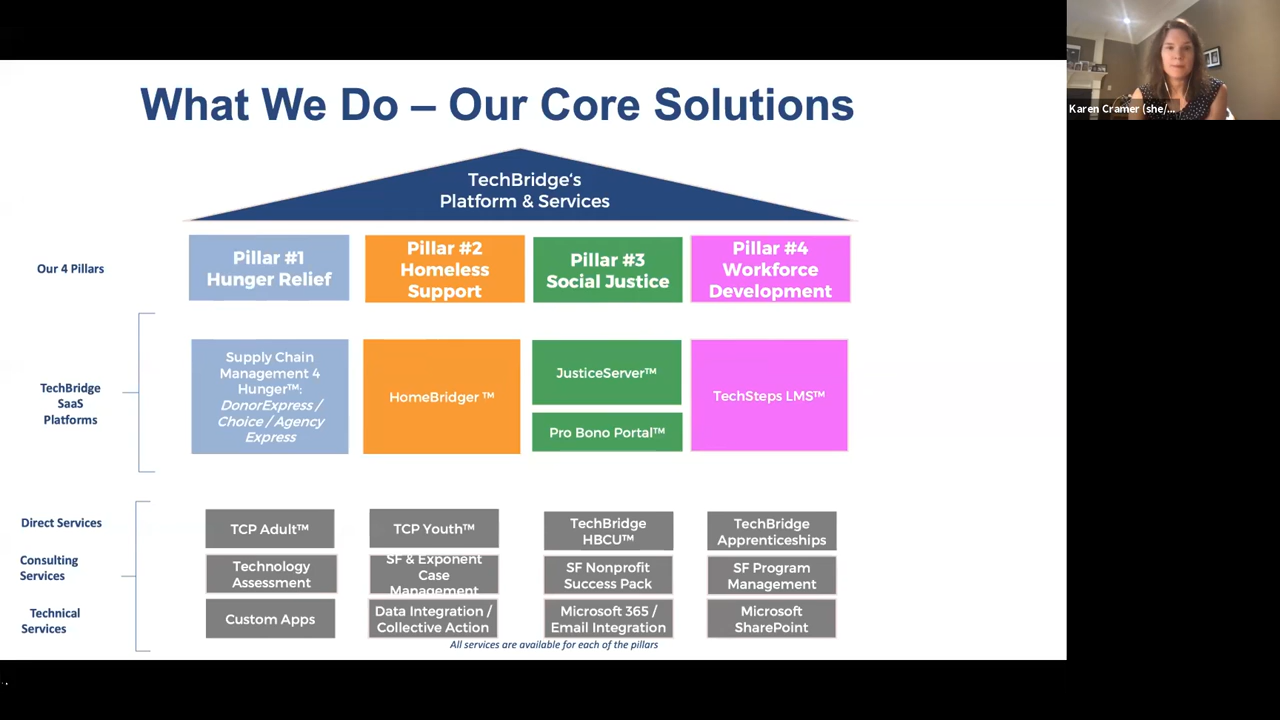 What We Do – Our Core Solutions
Karen Cramer (she/...
TechBridge‘s
Platform & Services
Our 4 Pillars
Pillar #1
Hunger Relief
Pillar #2
Homeless
Support
Pillar #3
Social Justice
Pillar #4
Workforce
Development
TechBridge
SaaS
Platforms
Supply Chain
Management 4
Hunger™:
DonorExpress /
Choice / Agency
Express
HomeBridger ™
JusticeServer™
Pro Bono Portal™
TechSteps LMS™
Direct Services
TCP Adult™
TCP Youth™
TechBridge
HBCU™
TechBridge
Apprenticeships
Consulting
Services
Technology
Assessment
SF & Exponent
Case
Management
SF Nonprofit
Success Pack
SF Program
Management
Technical
Services
Custom Apps
Data Integration /
Collective Action
Microsoft 365 /
Email Integration
Microsoft
SharePoint
All services are available for each of the pillars